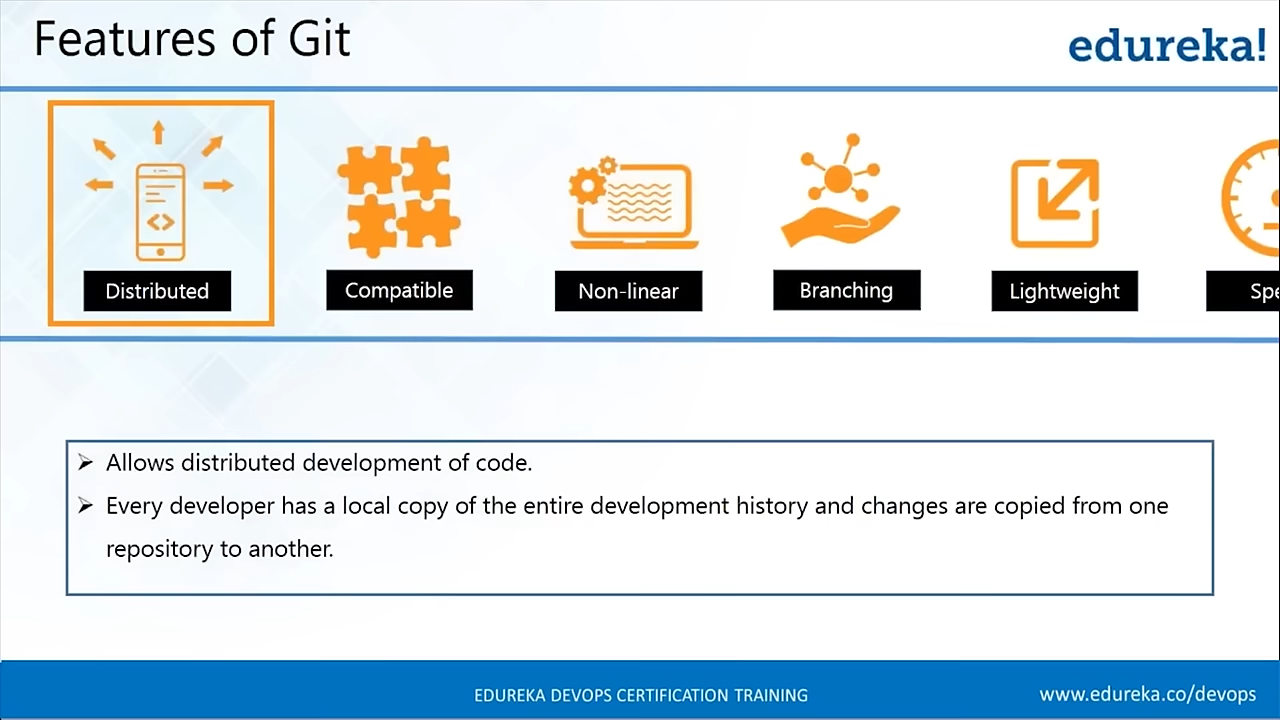 Features of Git
edureka!
Distributed
Compatible
Non-linear
Branching
Lightweight
Spe
➢ Allows distributed development of code.
➢ Every developer has a local copy of the entire development history and changes are copied from one
repository to another.
EDUREKA DEVOPS CERTIFICATION TRAINING
www.edureka.co/devops